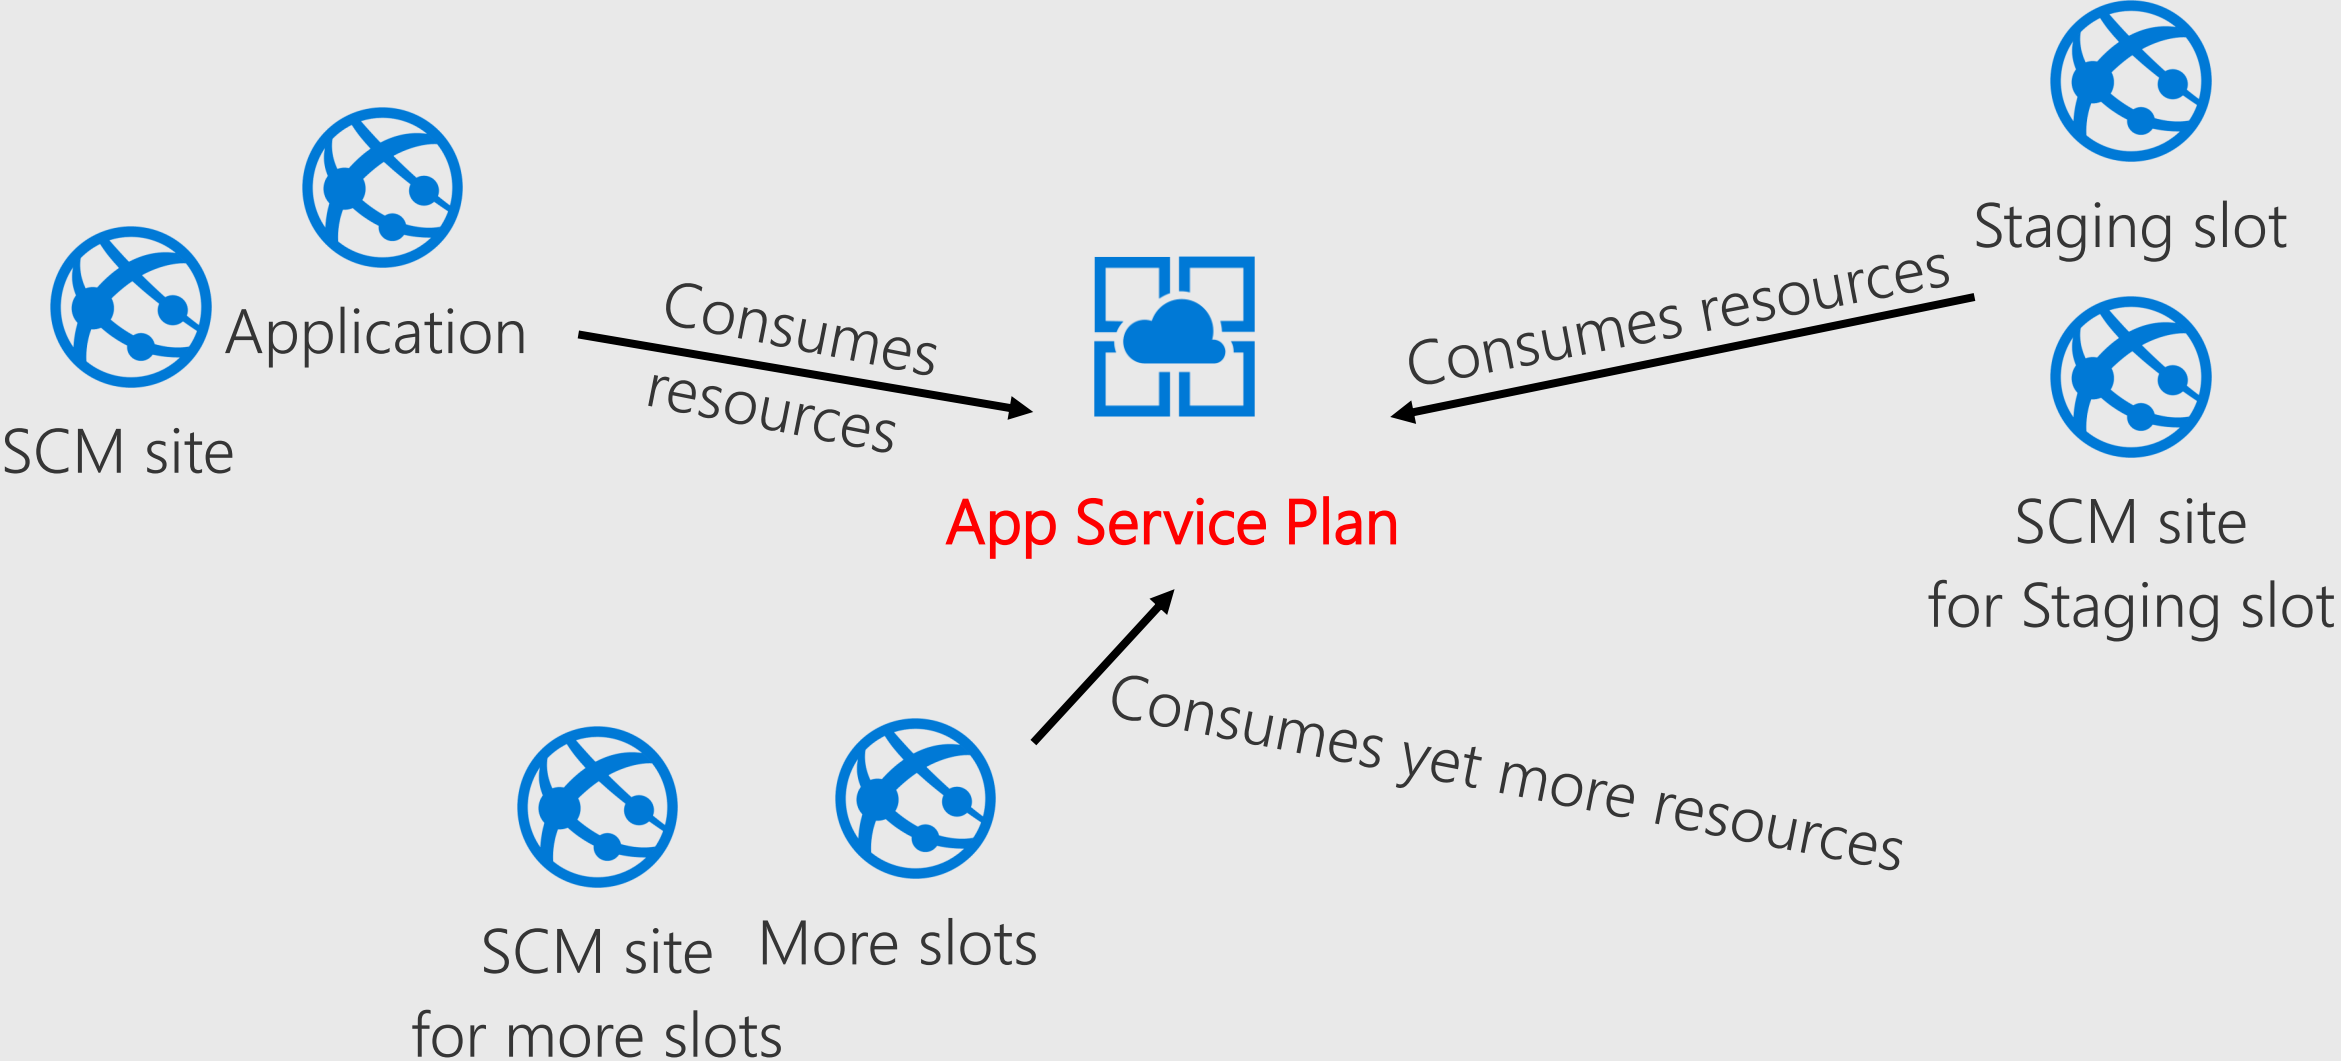 Staging slot
Application
Consumes
resources
Consumes resources
SCM site
App Service Plan
SCM site
for Staging slot
Consumes yet more resources
SCM site
for more slots
More slots